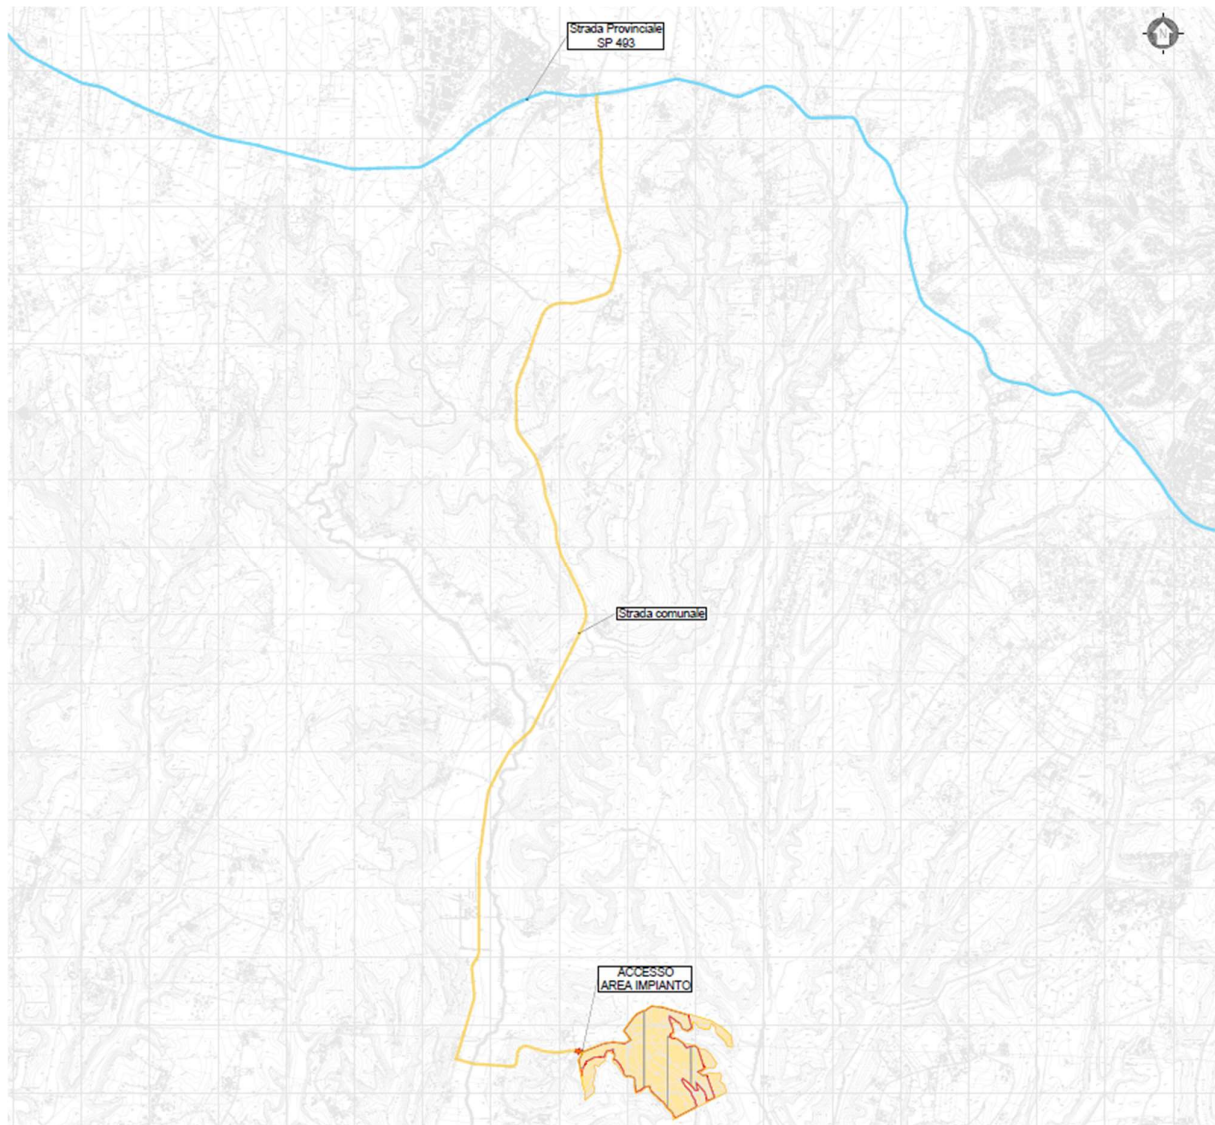 Strada Provinciale
SP 493
N
Strada comunale
ACCESSO
AREA IMPIANTO